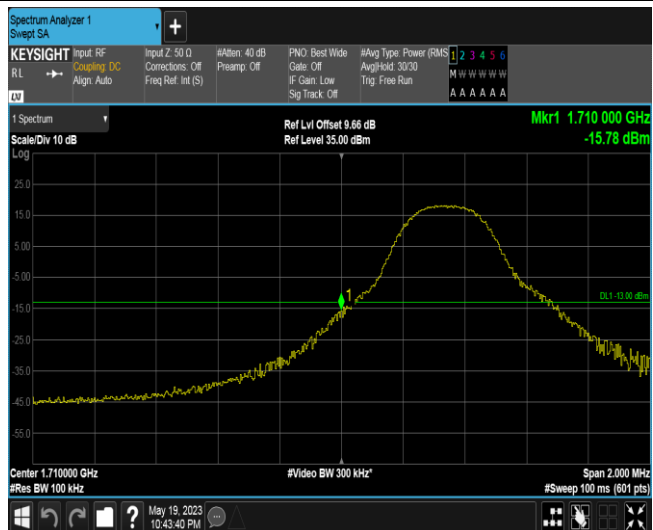 Spectrum Analyzer 1
Swept SA
+
KEYSIGHT
RL
LXI
Input: RF
Coupling: DC
Align: Auto
Input Z: 50 Ω
Corrections: Off
Freq Ref: Int (S)
#Atten: 40 dB
Preamp: Off
PNO: Best Wide
Gate: Off
IF Gain: Low
Sig Track: Off
#Avg Type: Power (RMS
Avg|Hold: 30/30
Trig: Free Run
1 2 3 4 5 6
M W W W W W
A A A A A A
1 Spectrum
Scale/Div 10 dB
Log
Ref Lvl Offset 9.66 dB
Ref Level 35.00 dBm
Mkr1 1.710 000 GHz
-15.78 dBm
25.0
15.0
5.00
-5.00
-15.0
-25.0
-35.0
-45.0
-55.0
1
DL1 -13.00 dBm
Center 1.710000 GHz
#Res BW 100 kHz
#Video BW 300 kHz*
Span 2.000 MHz
#Sweep 100 ms (601 pts)
?
May 19, 2023
10:43:40 PM